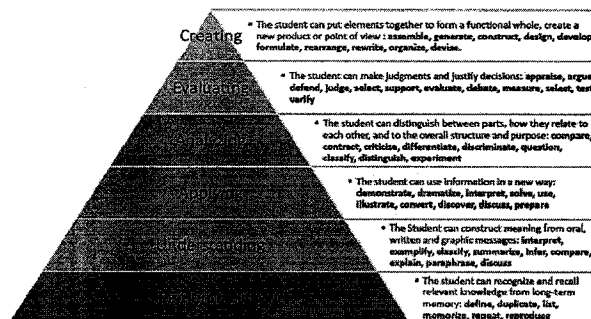 Creating
• The student can put elements together to form a functional whole, create a
new product or point of view : assemble, generate, construct, design, develop,
formulate, rearrange, rewrite, organize, devise.
Evaluating
• The student can make judgments and justify decisions: appraise, argue,
defend, judge, select, support, evaluate, debate, measure, select, test,
verify
• The student can distinguish between parts, how they relate to
each other, and to the overall structure and purpose: compare,
contract, criticize, differentiate, discriminate, question,
classify, distinguish, experiment
• The student can use information in a new way:
demonstrate, dramatize, interpret, solve, use,
illustrate, convert, discover, discuss, prepare
Understanding
• The Student can construct meaning from oral,
written and graphic messages: interpret,
exemplify, classify, summarize, infer, compare,
explain, paraphrase, discuss
• The student can recognize and recall
relevant knowledge from long-term
memory: define, duplicate, list,
memorize, repeat, reproduce